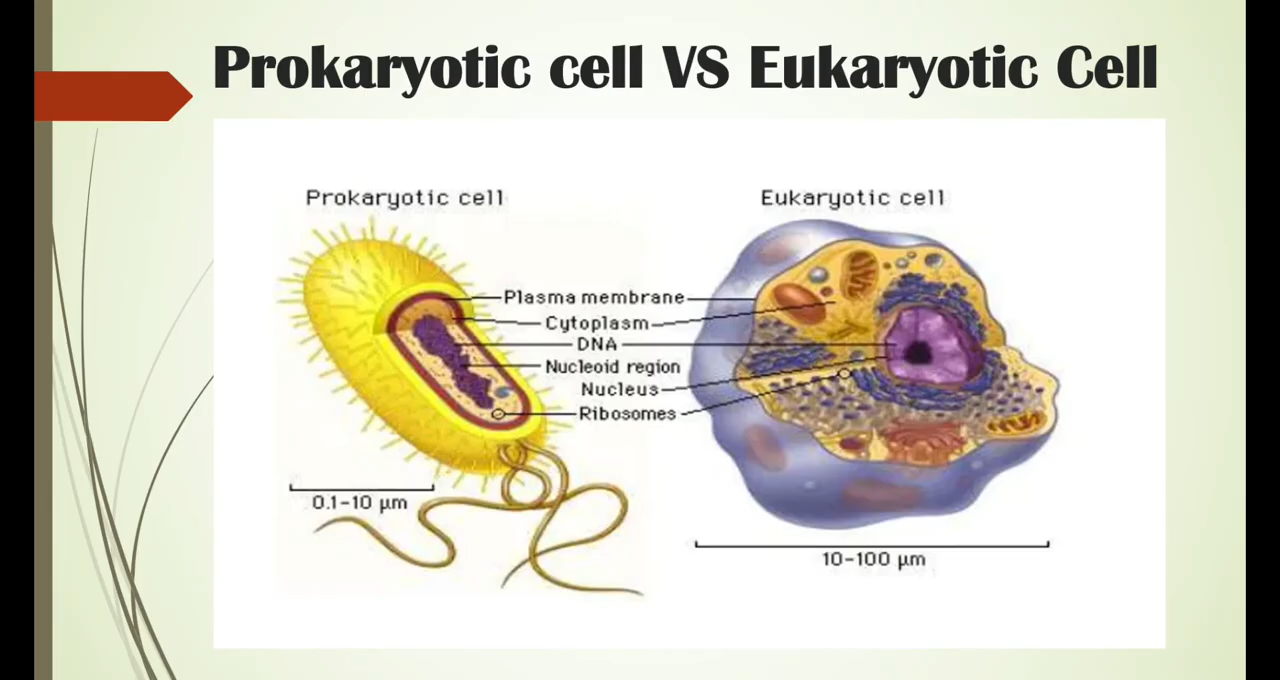 Prokaryotic cell VS Eukaryotic Cell
Prokaryotic cell
Eukaryotic cell
Plasma membrane
Cytoplasm
DNA
Nucleoid region
Nucleus
Ribosomes
0.1-10 µm
10-100 µm